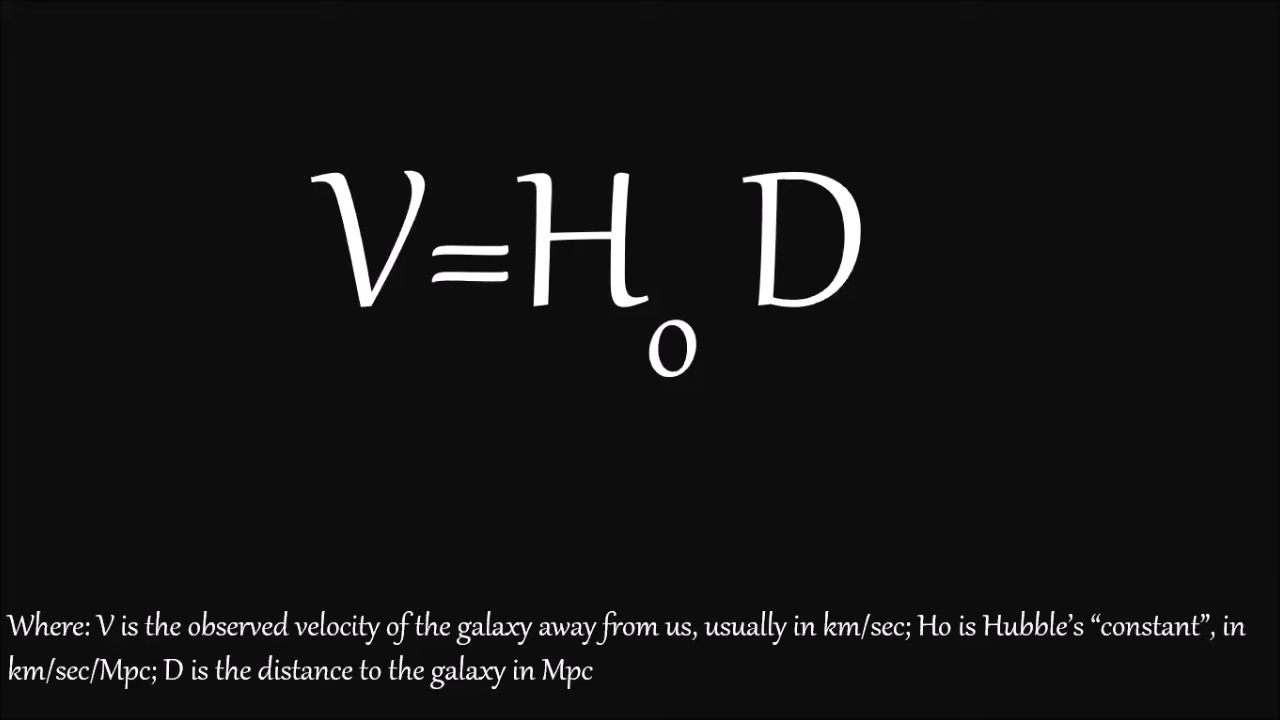 V=Ho D
Where: V is the observed velocity of the galaxy away from us, usually in km/sec; Ho is Hubble’s “constant”, in
km/sec/Mpc; D is the distance to the galaxy in Mpc